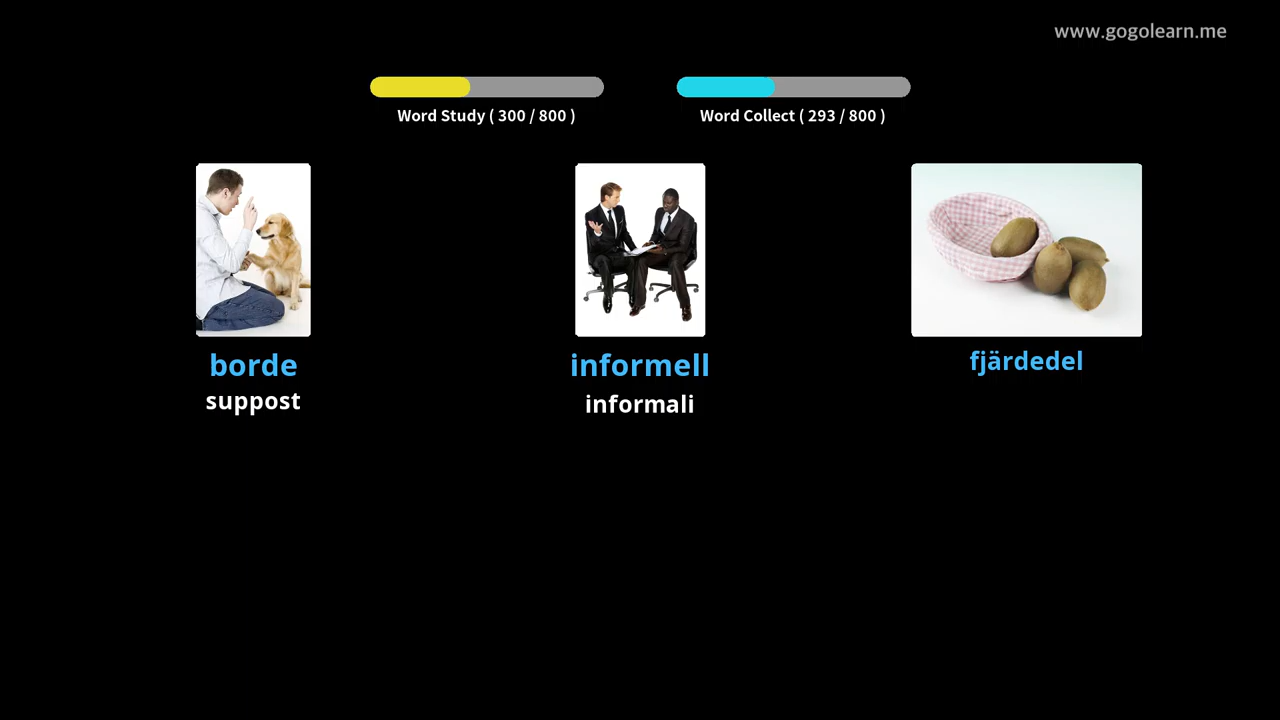 www.gogolearn.me
Word Study ( 300 / 800 )
Word Collect ( 293 / 800 )
borde
suppost
informell
informali
fjärdedel